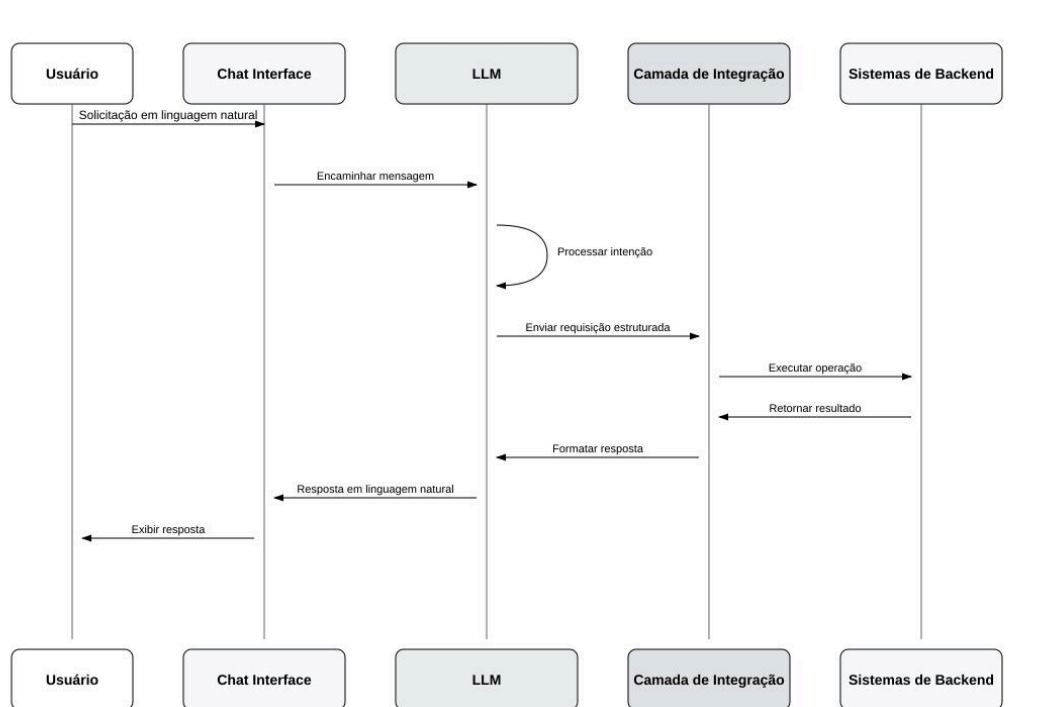 Usuário
Chat Interface
LLM
Camada de Integração
Sistemas de Backend
Solicitação em linguagem natural
Encaminhar mensagem
Processar intenção
Enviar requisição estruturada
Executar operação
Retornar resultado
Formatar resposta
Resposta em linguagem natural
Exibir resposta
Usuário
Chat Interface
LLM
Camada de Integração
Sistemas de Backend